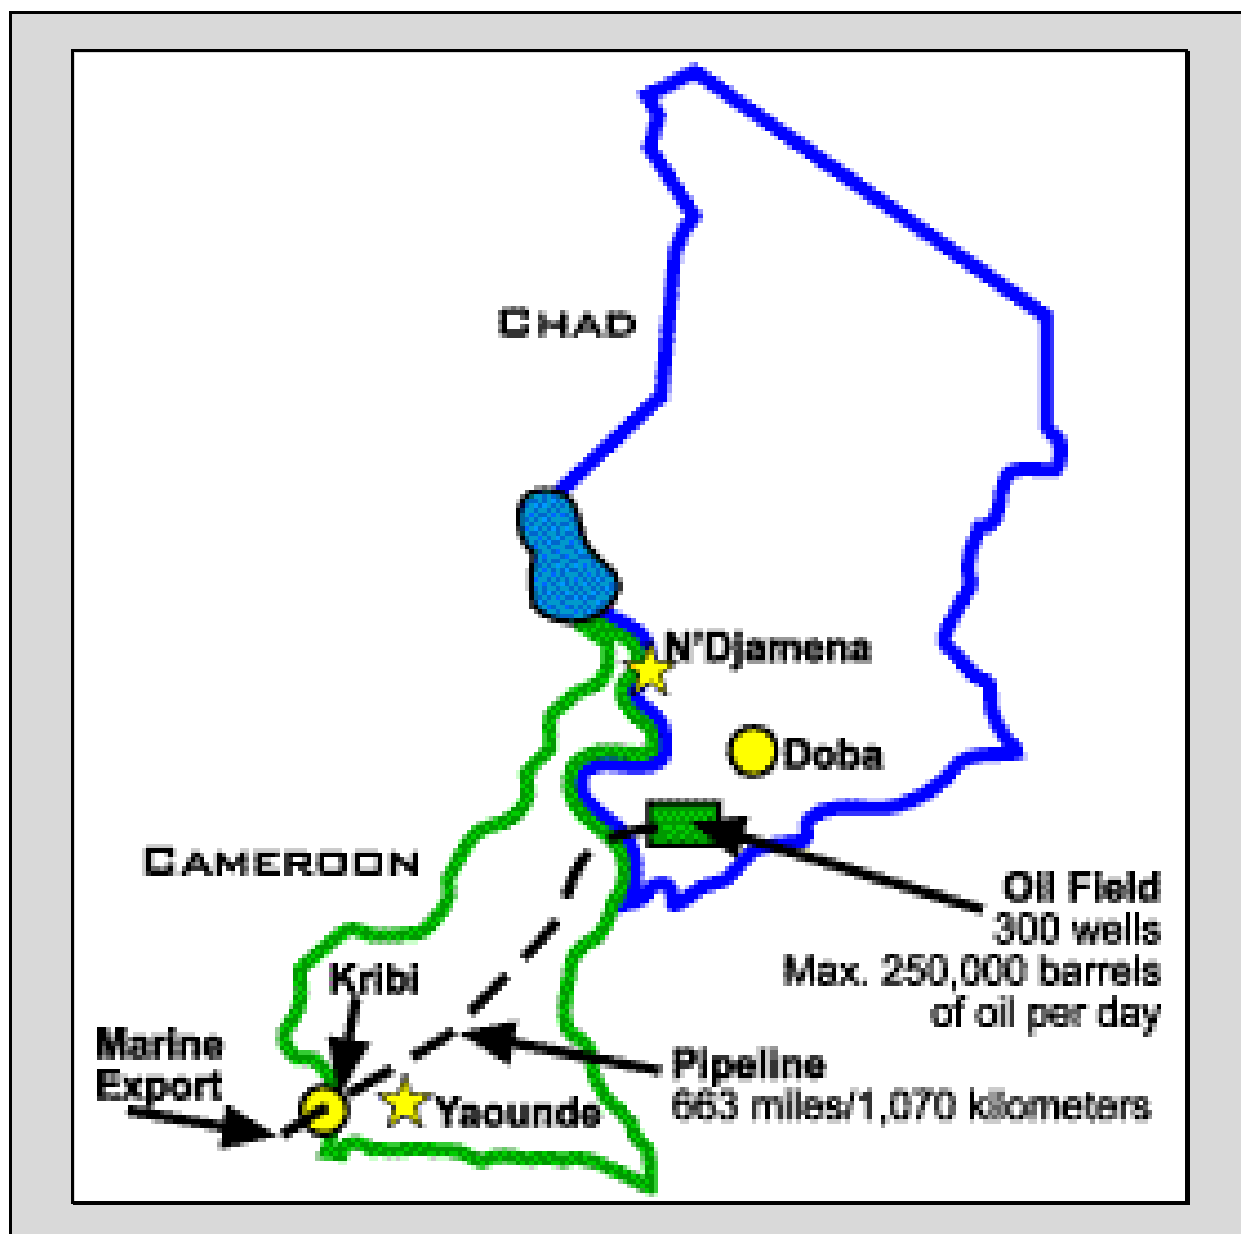 CHAD
N'Djamena
Doba
CAMEROON
Oil Field
300 wells
Max. 250,000 barrels
of oil per day
Kribi
Marine
Export
Pipeline
663 miles/1,070 kilometers
Yaounde